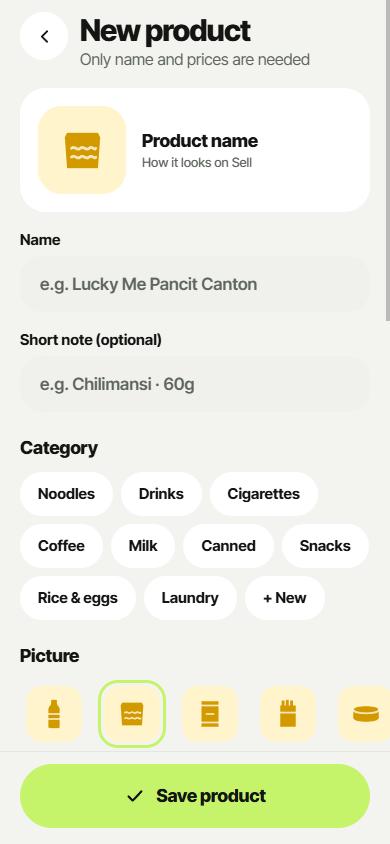 New product
Only name and prices are needed
Product name
How it looks on Sell
Name
e.g. Lucky Me Pancit Canton
Short note (optional)
e.g. Chilimansi · 60g
Category
Noodles
Drinks
Cigarettes
Coffee
Milk
Canned
Snacks
Rice & eggs
Laundry
+ New
Picture
Save product